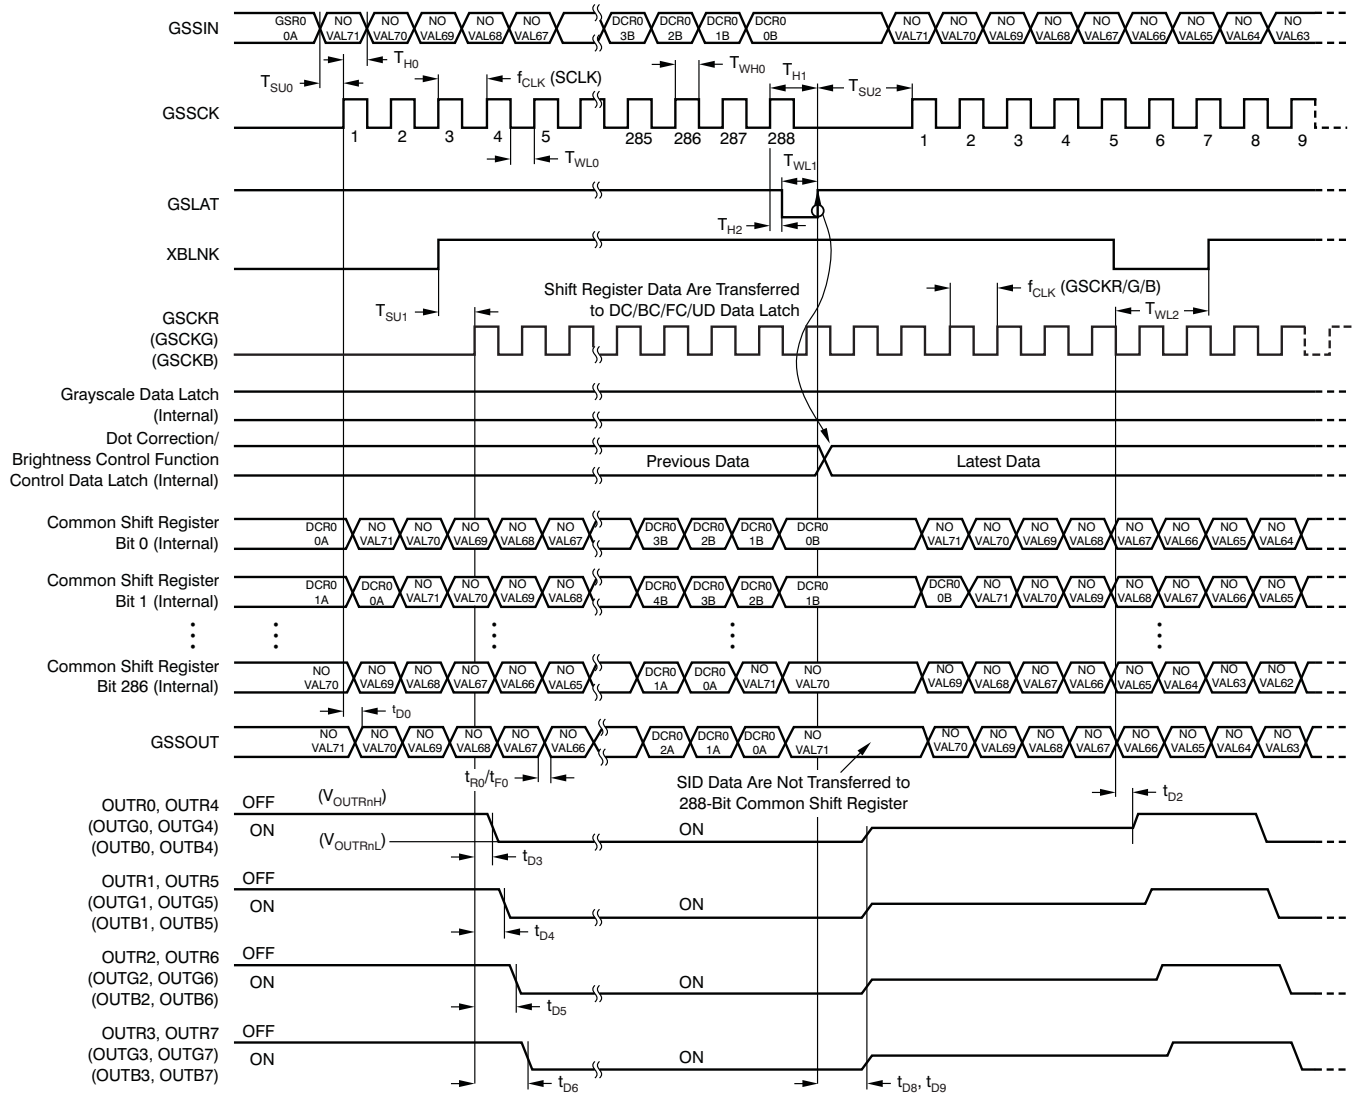 GSSIN
GSR0 0A
NO VAL71
NO VAL70
NO VAL69
NO VAL68
NO VAL67
DCR0 3B
DCR0 2B
DCR0 1B
DCR0 0B
NO VAL71
NO VAL70
NO VAL69
NO VAL68
NO VAL67
NO VAL66
NO VAL65
NO VAL64
NO VAL63
TSU0
TH0
fCLK (SCLK)
TWH0
TH1
TSU2
GSSCK
1 2 3 4 5 285 286 287 288 1 2 3 4 5 6 7 8 9
TWL0
TWL1
GSLAT
TH2
XBLNK
Shift Register Data Are Transferred
to DC/BC/FC/UD Data Latch
fCLK (GSCKR/G/B)
TSU1
TWL2
GSCKR
(GSCKG)
(GSCKB)
Grayscale Data Latch
(Internal)
Dot Correction/
Brightness Control Function
Control Data Latch (Internal)
Previous Data
Latest Data
Common Shift Register
Bit 0 (Internal)
DCR0 0A
NO VAL71
NO VAL70
NO VAL69
NO VAL68
NO VAL67
DCR0 3B
DCR0 2B
DCR0 1B
DCR0 0B
NO VAL71
NO VAL70
NO VAL69
NO VAL68
NO VAL67
NO VAL66
NO VAL65
NO VAL64
Common Shift Register
Bit 1 (Internal)
DCR0 1A
DCR0 0A
NO VAL71
NO VAL70
NO VAL69
NO VAL68
DCR0 4B
DCR0 3B
DCR0 2B
DCR0 1B
DCR0 0B
NO VAL71
NO VAL70
NO VAL69
NO VAL68
NO VAL67
NO VAL66
NO VAL65
Common Shift Register
Bit 286 (Internal)
NO VAL70
NO VAL69
NO VAL68
NO VAL67
NO VAL66
NO VAL65
DCR0 1A
DCR0 0A
NO VAL71
NO VAL70
NO VAL69
NO VAL68
NO VAL67
NO VAL66
NO VAL65
NO VAL64
NO VAL63
NO VAL62
tD0
GSSOUT
NO VAL71
NO VAL70
NO VAL69
NO VAL68
NO VAL67
NO VAL66
DCR0 2A
DCR0 1A
DCR0 0A
NO VAL71
NO VAL70
NO VAL69
NO VAL68
NO VAL67
NO VAL66
NO VAL65
NO VAL64
NO VAL63
tR0/tF0
SID Data Are Not Transferred to
288-Bit Common Shift Register
tD2
OUTR0, OUTR4
(OUTG0, OUTG4)
(OUTB0, OUTB4)
OFF
ON
(VOUTRnH)
(VOUTRnL)
ON
tD3
OUTR1, OUTR5
(OUTG1, OUTG5)
(OUTB1, OUTB5)
OFF
ON
ON
tD4
OUTR2, OUTR6
(OUTG2, OUTG6)
(OUTB2, OUTB6)
OFF
ON
ON
tD5
OUTR3, OUTR7
(OUTG3, OUTG7)
(OUTB3, OUTB7)
OFF
ON
ON
tD6
tD8, tD9